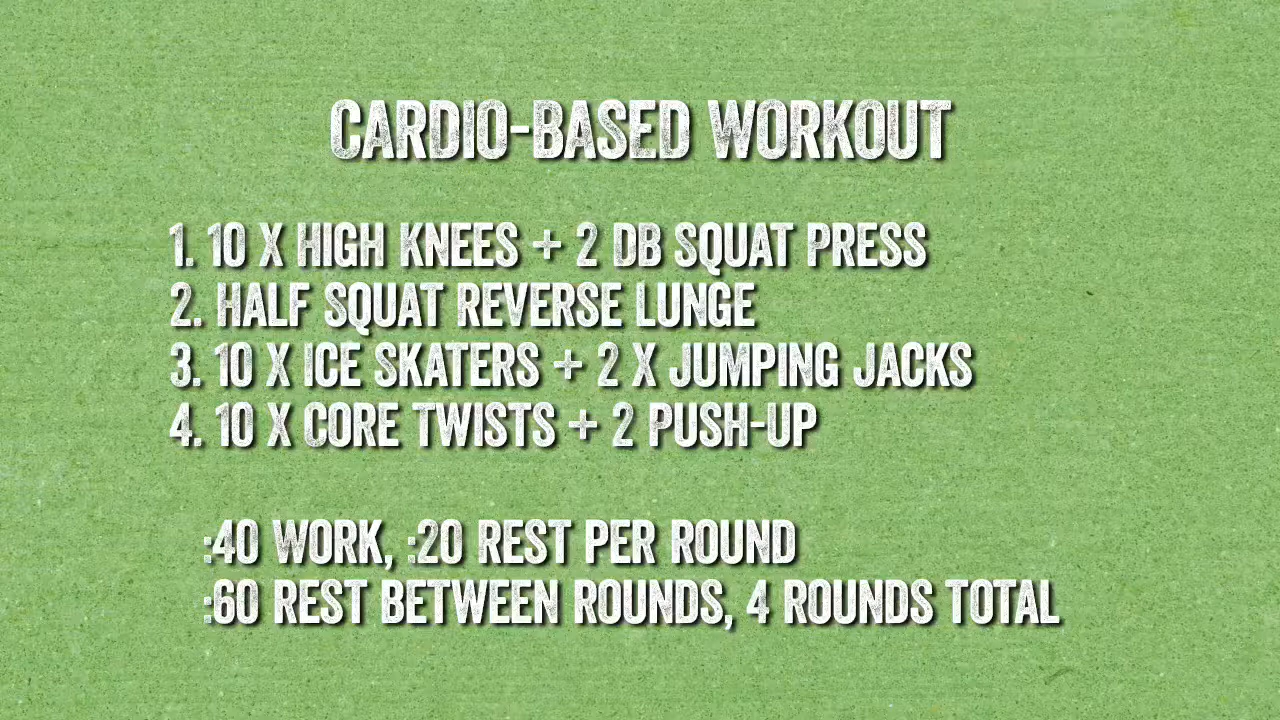 CARDIO-BASED WORKOUT
1. 10 X HIGH KNEES + 2 DB SQUAT PRESS
2. HALF SQUAT REVERSE LUNGE
3. 10 X ICE SKATERS + 2 X JUMPING JACKS
4. 10 X CORE TWISTS + 2 PUSH-UP
:40 WORK, :20 REST PER ROUND
:60 REST BETWEEN ROUNDS, 4 ROUNDS TOTAL